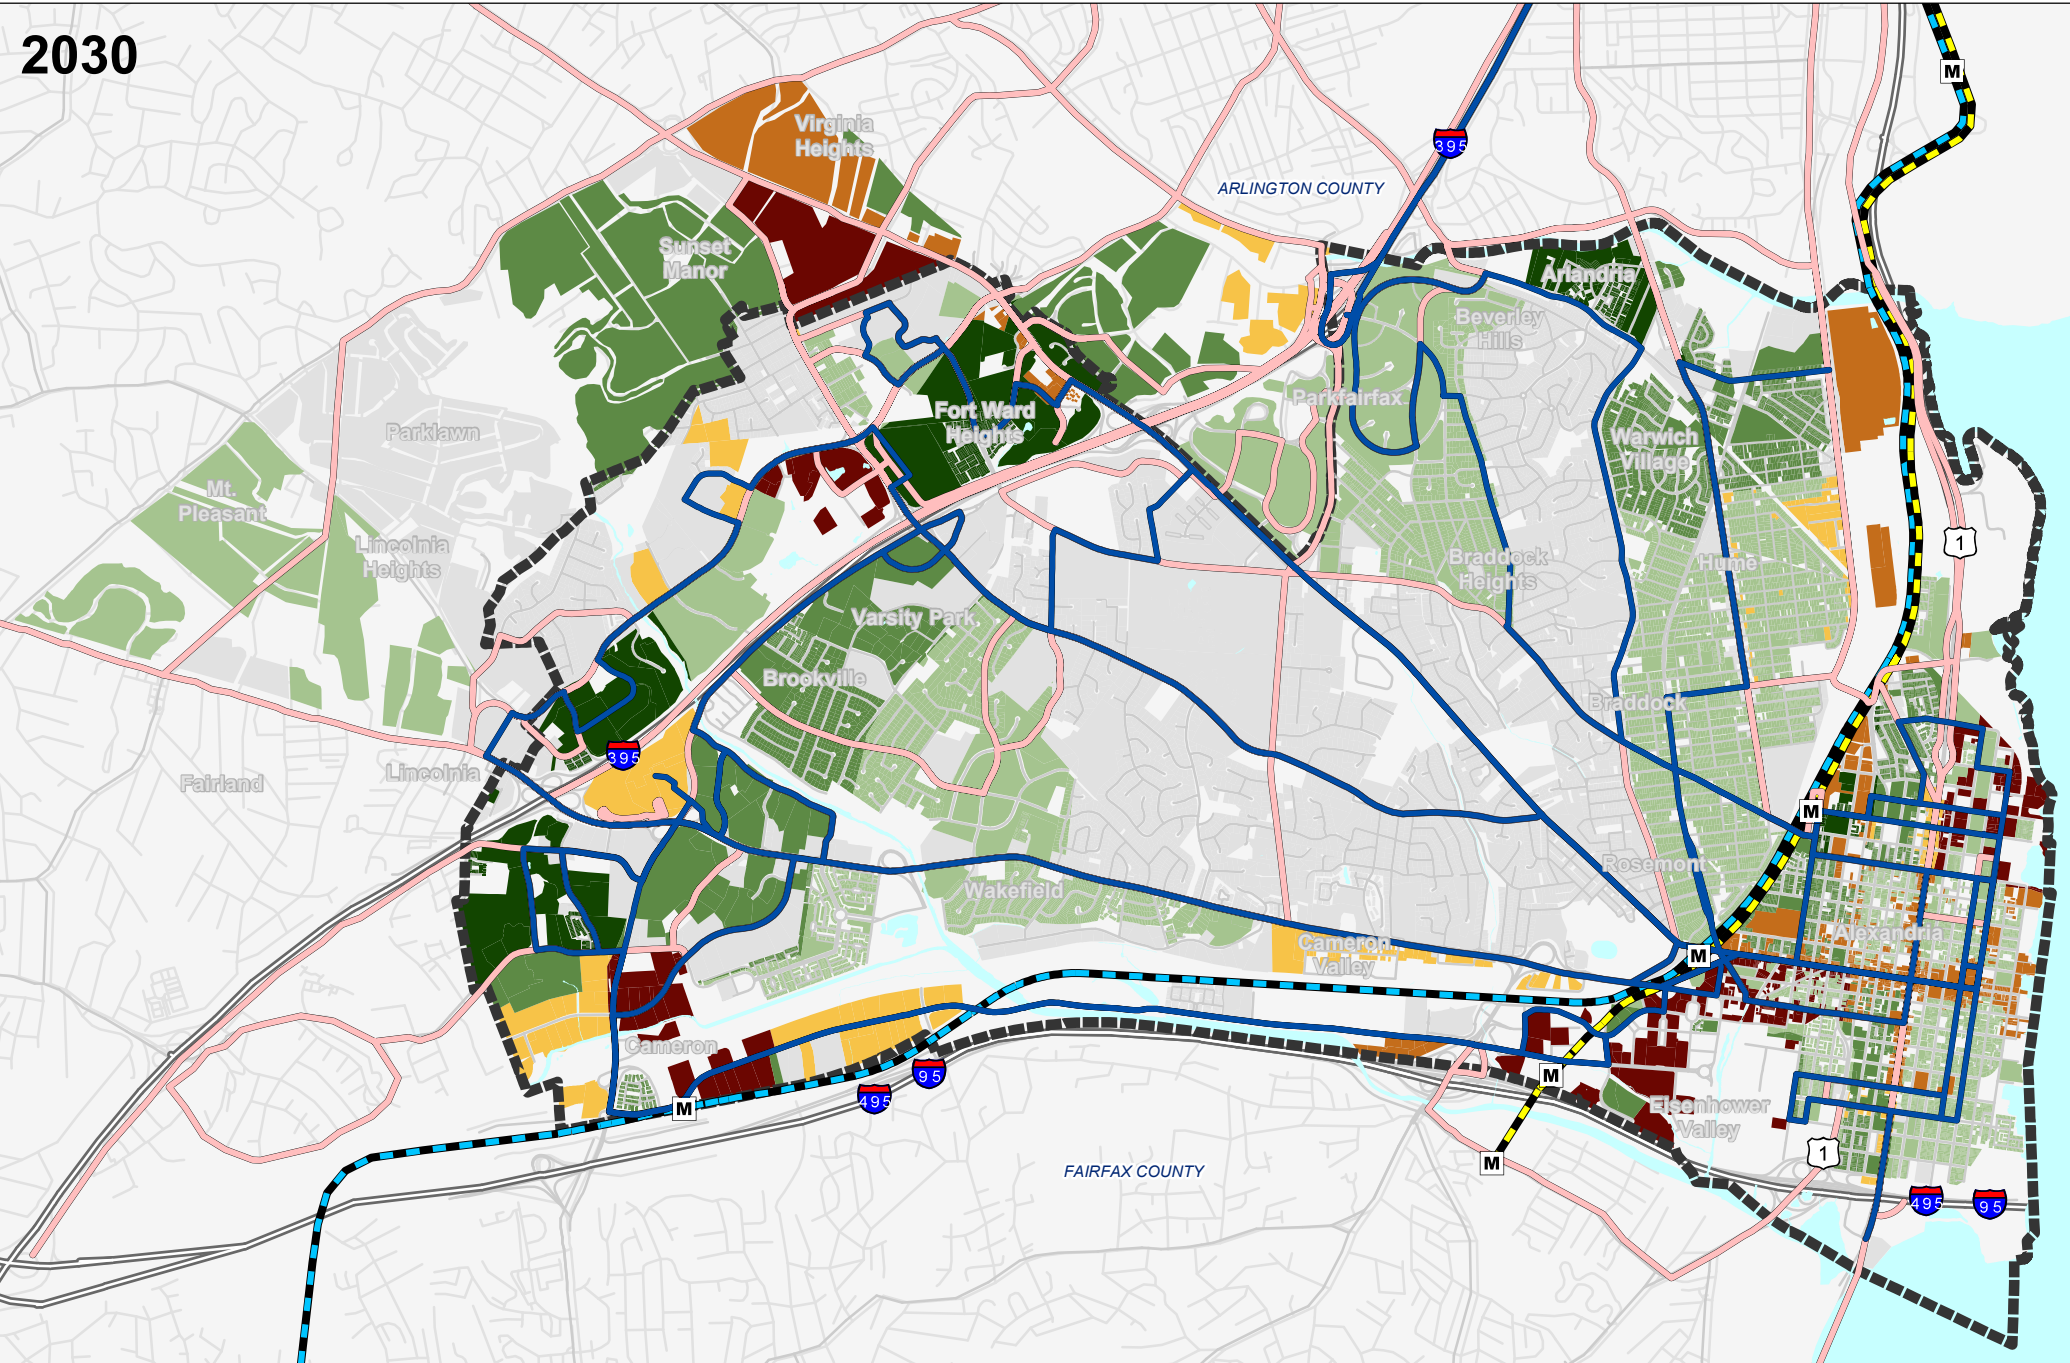 2030
M
Virginia
Heights
395
ARLINGTON COUNTY
Sunset
Manor
Arlandria
Beverley
Hills
Parkfairfax
Fort Ward
Heights
Parklawn
Warwich
Village
Mt.
Pleasant
Lincolnia
Heights
1
Braddock
Heights
Hume
Varsity Park
Brookville
Braddock
395
Lincolnia
Fairland
M
Rosemont
Wakefield
Alexandria
Cameron
Valley
M
Cameron
95
M
495
M
Eisenhower
Valley
1
M
FAIRFAX COUNTY
495
95